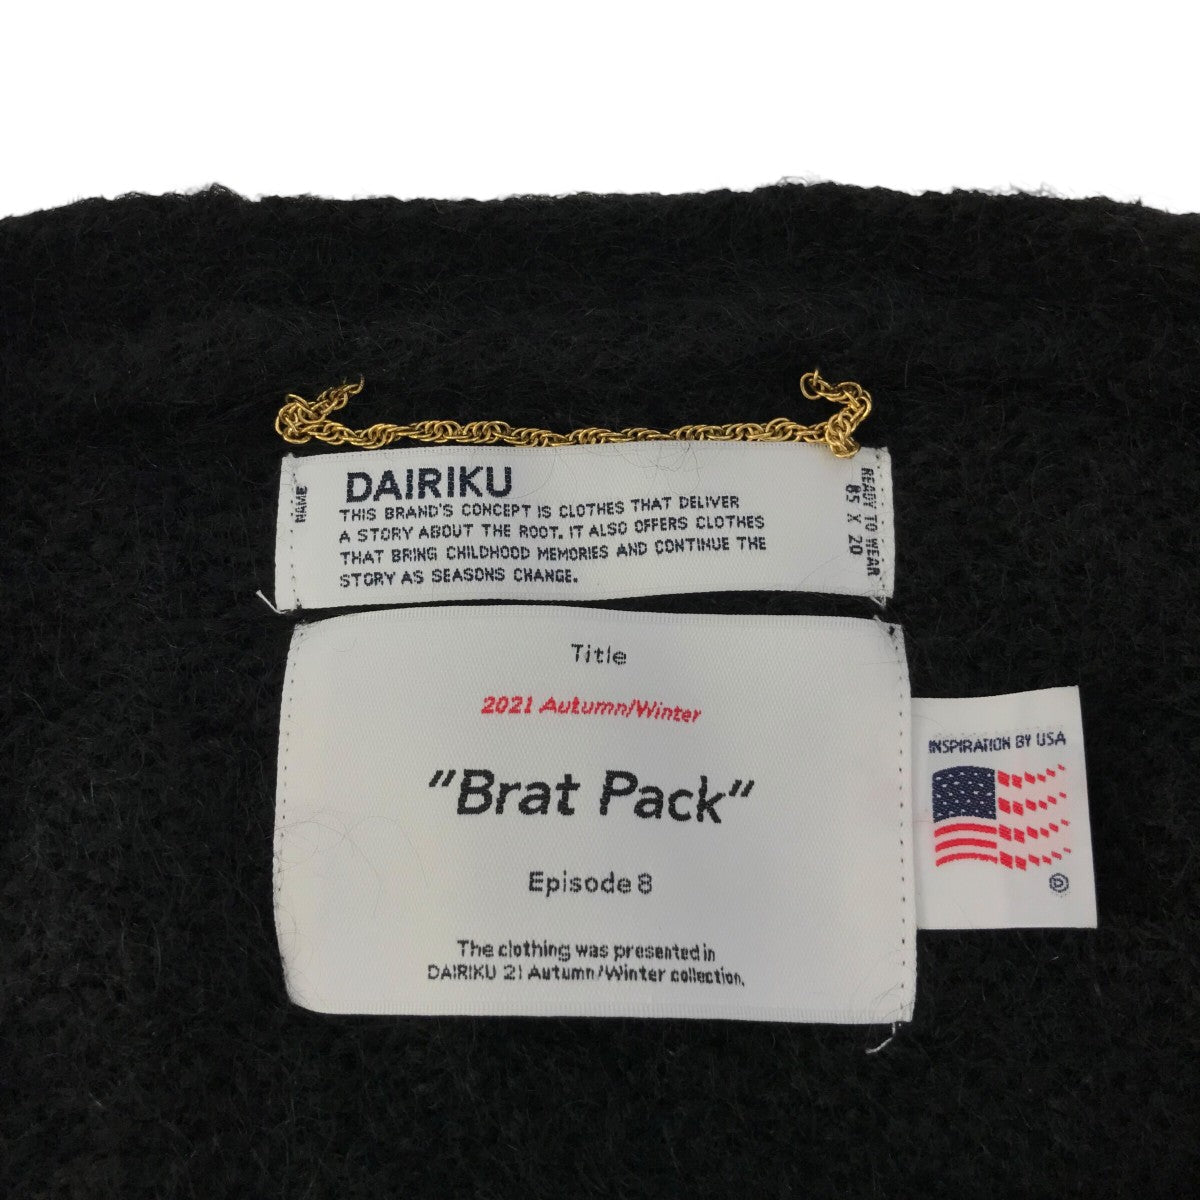 DAIRIKU
THIS BRAND'S CONCEPT IS CLOTHES THAT DELIVER
A STORY ABOUT THE ROOT. IT ALSO OFFERS CLOTHES
THAT BRING CHILDHOOD MEMORIES AND CONTINUE THE
STORY AS SEASONS CHANGE.
NAME
READY TO WEAR
85 X 20
Title
2021 Autumn/Winter
"Brat Pack"
Episode 8
The clothing was presented in
DAIRIKU 21 Autumn/Winter collection.
INSPIRATION BY USA
D